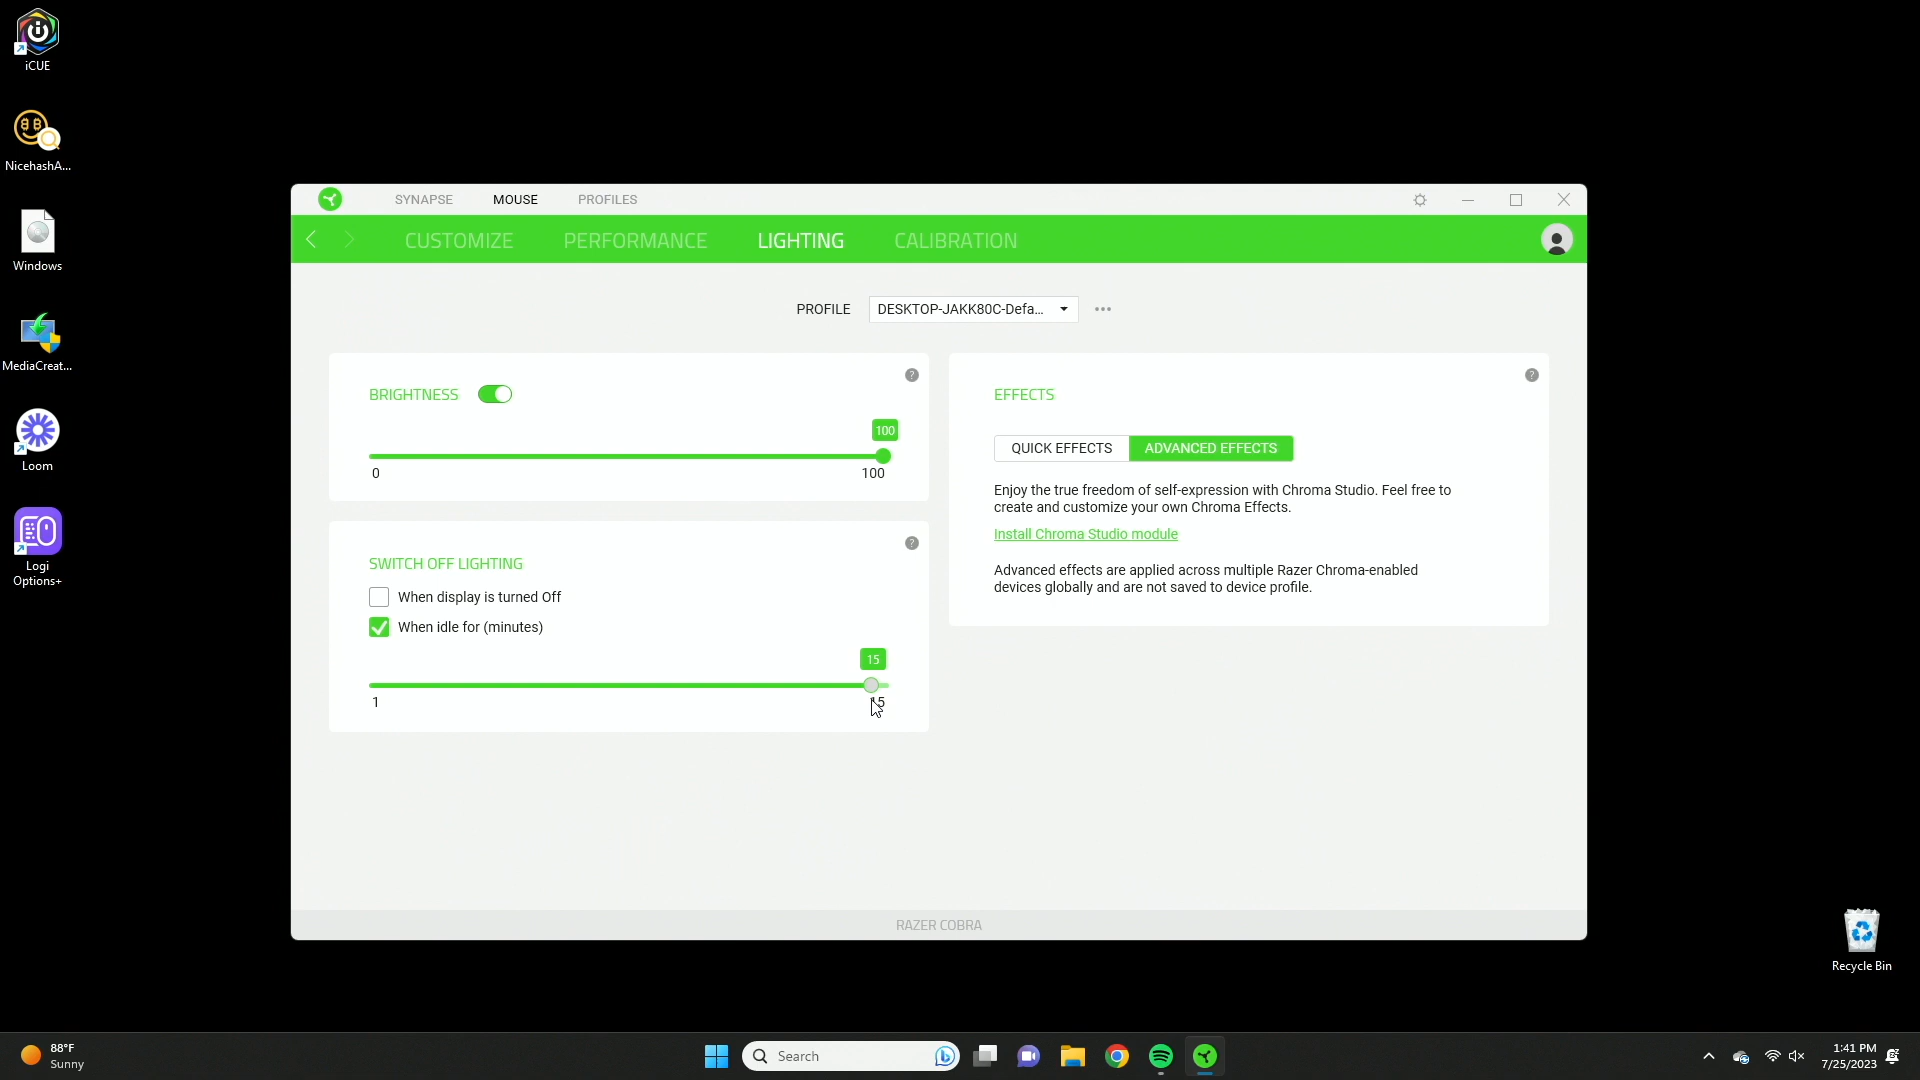 iCUE
NicehashA...
Windows
MediaCreat...
Loom
Logi
Options+
SYNAPSE MOUSE PROFILES
CUSTOMIZE PERFORMANCE LIGHTING CALIBRATION
PROFILE DESKTOP-JAKK80C-Defa...
BRIGHTNESS
100
0 100
SWITCH OFF LIGHTING
When display is turned Off
When idle for (minutes)
15
1 15
EFFECTS
QUICK EFFECTS ADVANCED EFFECTS
Enjoy the true freedom of self-expression with Chroma Studio. Feel free to
create and customize your own Chroma Effects.
Install Chroma Studio module
Advanced effects are applied across multiple Razer Chroma-enabled
devices globally and are not saved to device profile.
RAZER COBRA
Recycle Bin
88°F
Sunny
Search
1:41 PM
7/25/2023